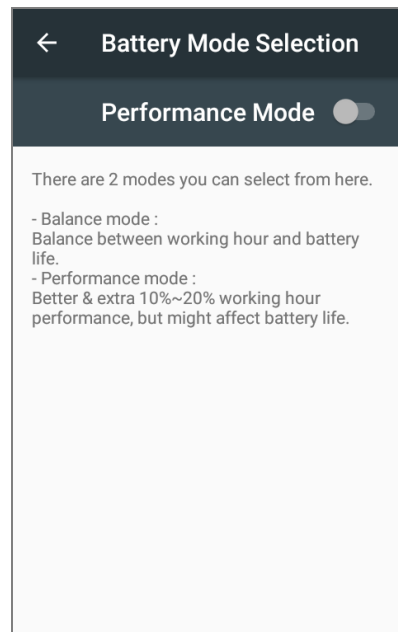 Battery Mode Selection
Performance Mode
There are 2 modes you can select from here.
- Balance mode :
Balance between working hour and battery
life.
- Performance mode :
Better & extra 10%~20% working hour
performance, but might affect battery life.